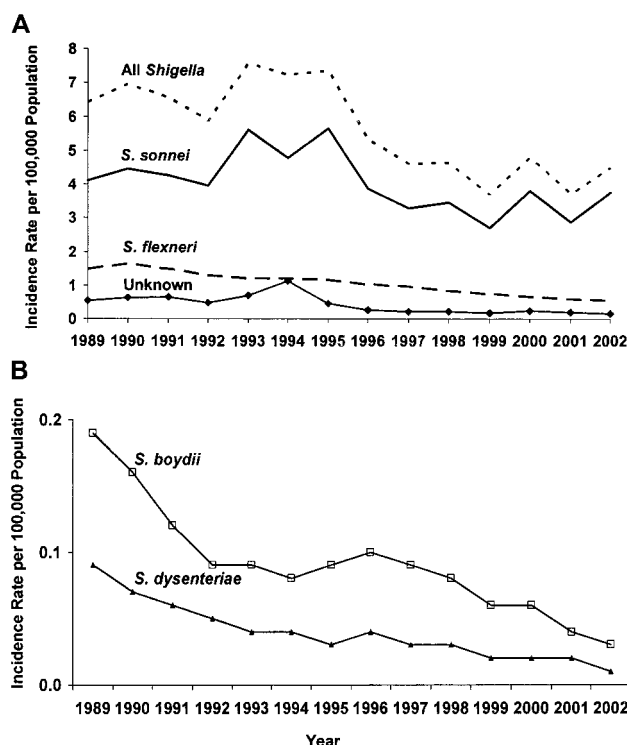 A
Incidence Rate per 100,000 Population
8
7
6
5
4
3
2
1
0
All Shigella
S. sonnei
S. flexneri
Unknown
1989 1990 1991 1992 1993 1994 1995 1996 1997 1998 1999 2000 2001 2002
B
Incidence Rate per 100,000 Population
0.2
0.1
0.0
S. boydii
S. dysenteriae
1989 1990 1991 1992 1993 1994 1995 1996 1997 1998 1999 2000 2001 2002
Year